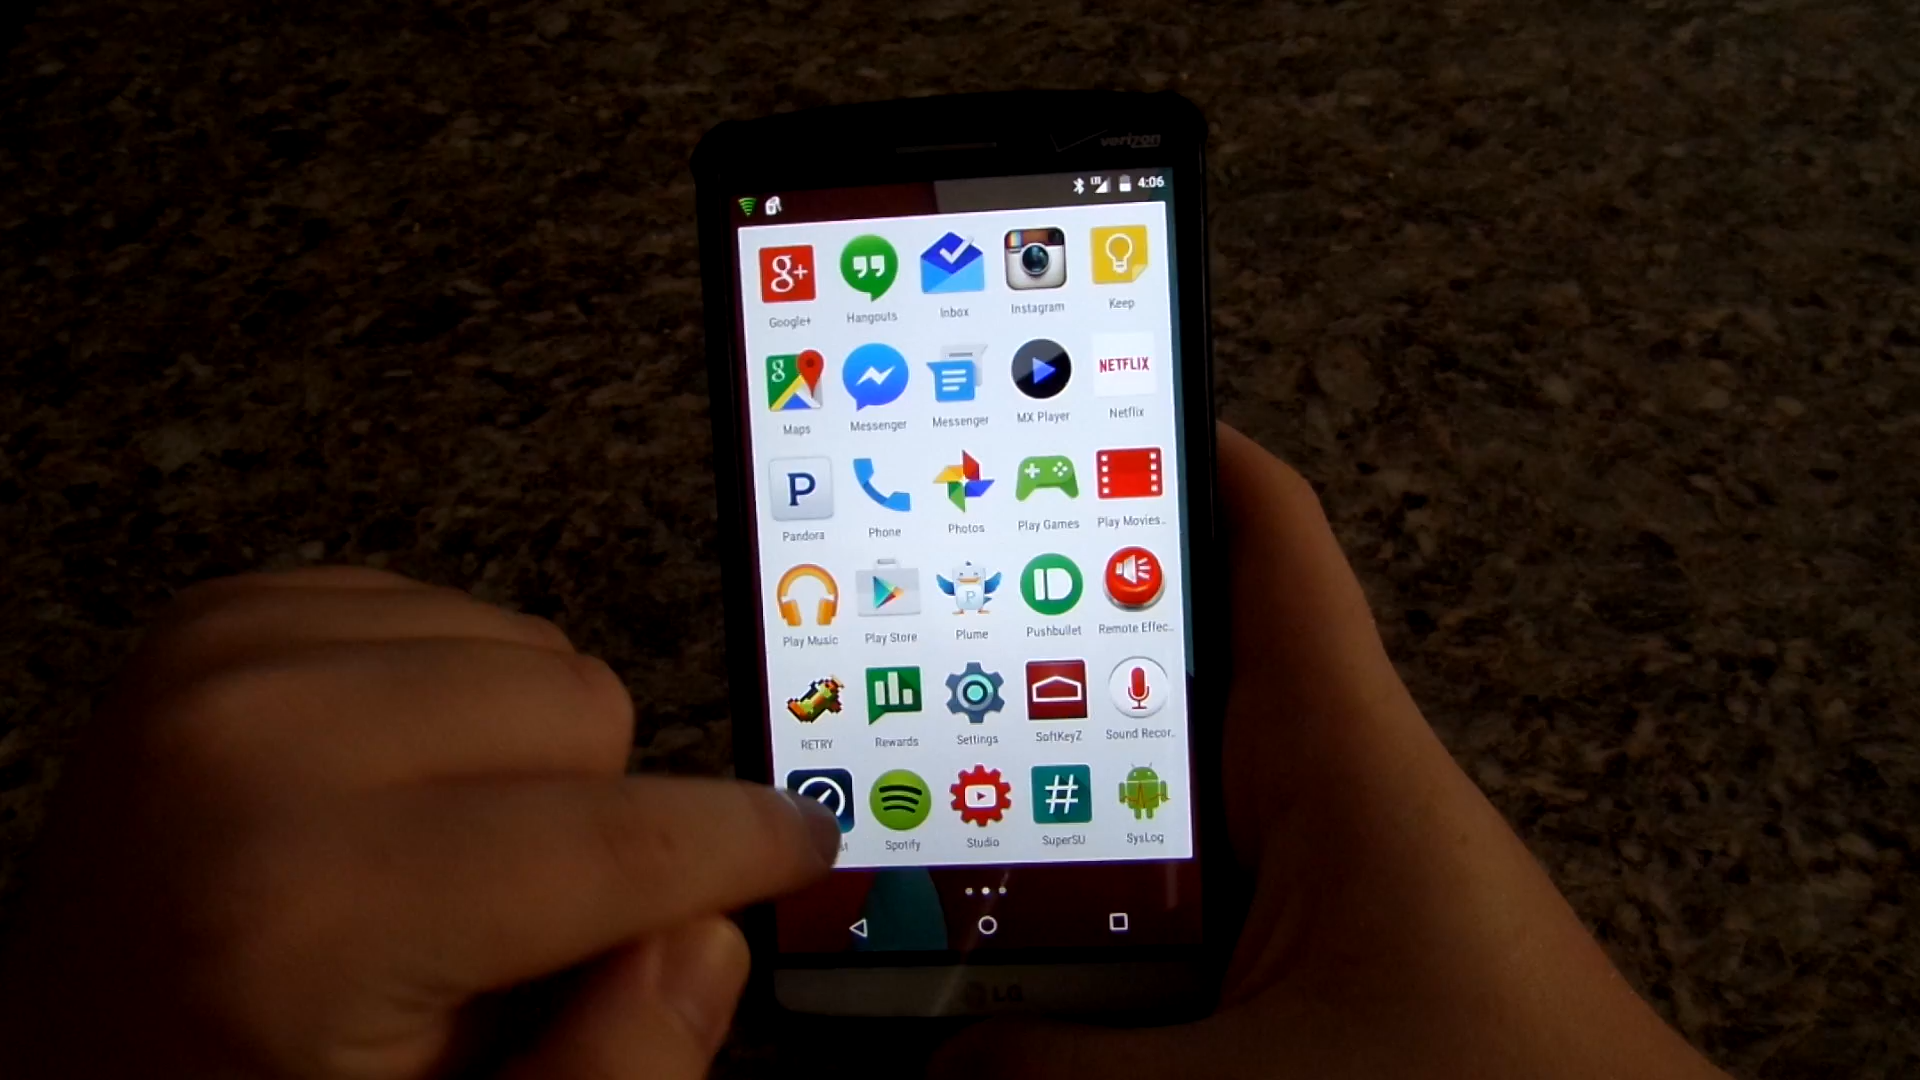 verizon
LTE 4:06
g+
Google+ Hangouts Inbox Instagram Keep
g NETFLIX
Maps Messenger Messenger MX Player Netflix
P
Pandora Phone Photos Play Games Play Movies..
P
Play Music Play Store Plume Pushbullet Remote Effec..
RETRY Rewards Settings SoftKeyZ Sound Recor..
#
st Spotify Studio SuperSU SysLog
LG